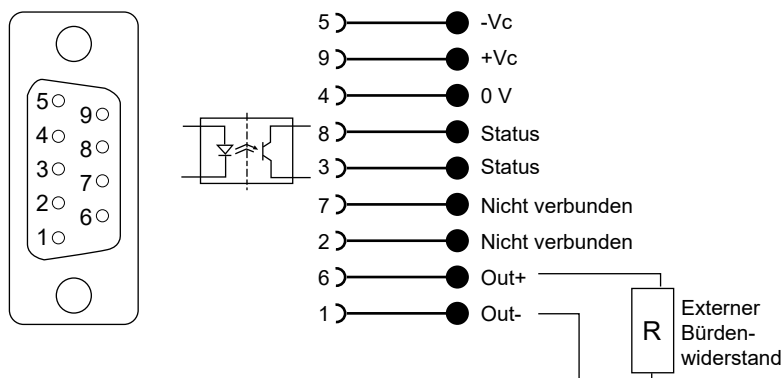 5 -Vc
9 +Vc
4 0 V
8 Status
3 Status
7 Nicht verbunden
2 Nicht verbunden
6 Out+
1 Out-
5
9
4
8
3
7
2
6
1
R
Externer
Bürden-
widerstand